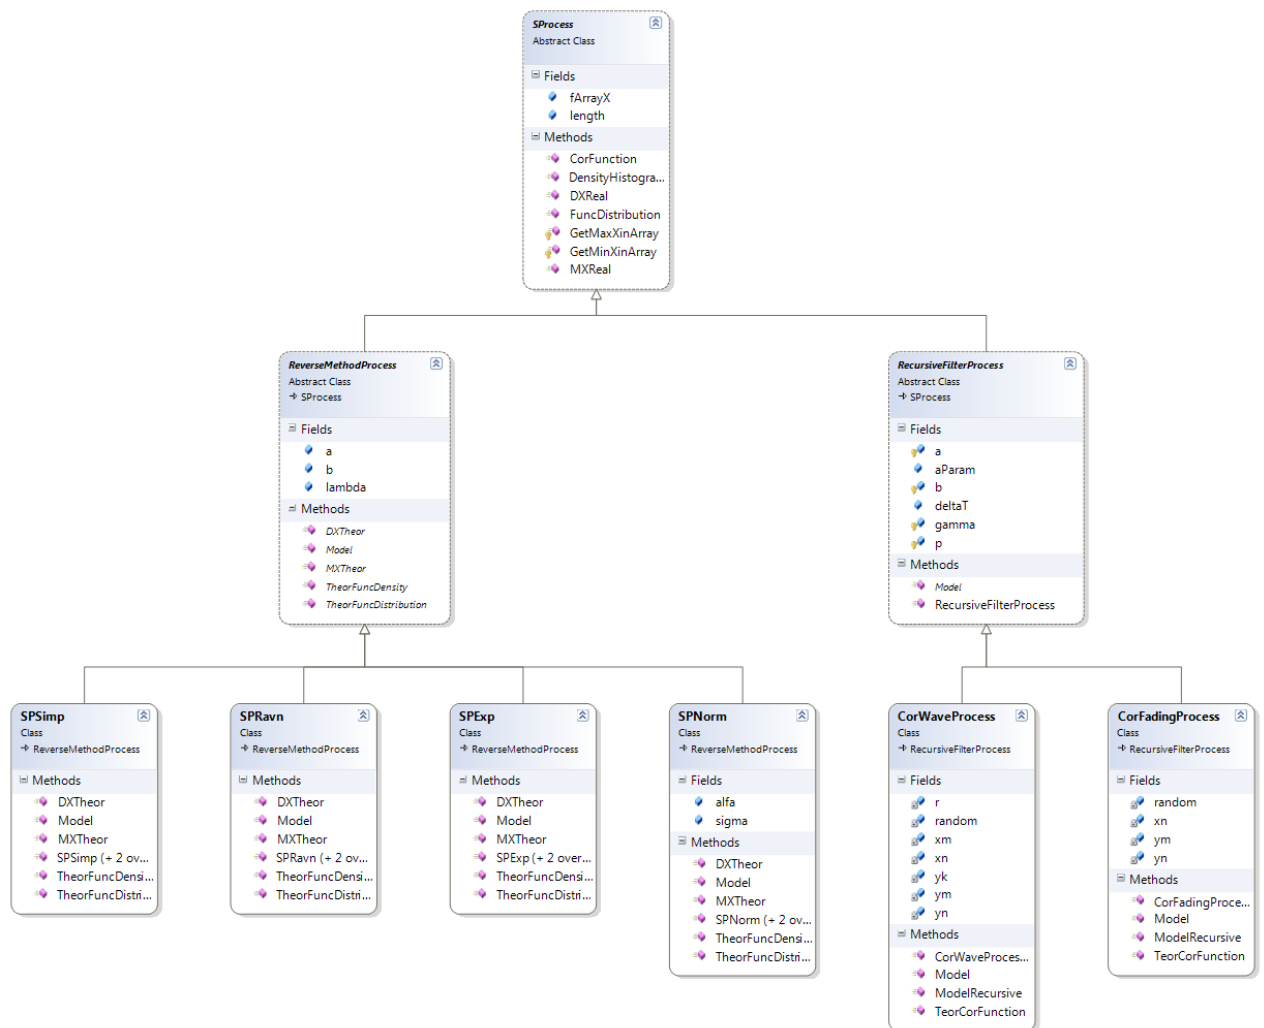 SProcess
Abstract Class
Fields
fArrayX
length
Methods
CorFunction
DensityHistogra...
DXReal
FuncDistribution
GetMaxXinArray
GetMinXinArray
MXReal
ReverseMethodProcess
Abstract Class
SProcess
Fields
a
b
lambda
Methods
DXTheor
Model
MXTheor
TheorFuncDensity
TheorFuncDistribution
RecursiveFilterProcess
Abstract Class
SProcess
Fields
a
aParam
b
deltaT
gamma
p
Methods
Model
RecursiveFilterProcess
SPSimp
Class
ReverseMethodProcess
Methods
DXTheor
Model
MXTheor
SPSimp (+ 2 ov...
TheorFuncDensi...
TheorFuncDistri...
SPRavn
Class
ReverseMethodProcess
Methods
DXTheor
Model
MXTheor
SPRavn (+ 2 ov...
TheorFuncDensi...
TheorFuncDistri...
SPExp
Class
ReverseMethodProcess
Methods
DXTheor
Model
MXTheor
SPExp (+ 2 over...
TheorFuncDensi...
TheorFuncDistri...
SPNorm
Class
ReverseMethodProcess
Fields
alfa
sigma
Methods
DXTheor
Model
MXTheor
SPNorm (+ 2 ov...
TheorFuncDensi...
TheorFuncDistri...
CorWaveProcess
Class
RecursiveFilterProcess
Fields
r
random
xm
xn
yk
ym
yn
Methods
CorWaveProces...
Model
ModelRecursive
TeorCorFunction
CorFadingProcess
Class
RecursiveFilterProcess
Fields
random
xn
ym
yn
Methods
CorFadingProce...
Model
ModelRecursive
TeorCorFunction